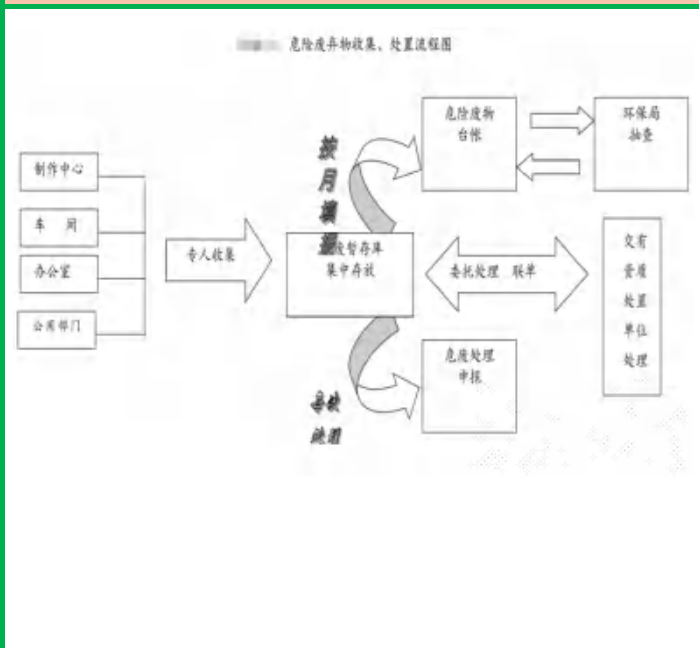 危险废弃物收集、处置流程图
制作中心
车 间
办公室
公用部门
专人收集
按
月
填
废暂存库
集中存放
危险废物
台帐
环保局
抽查
委托处理 联单
交有
资质
处置
单位
处理
危废处理
申报